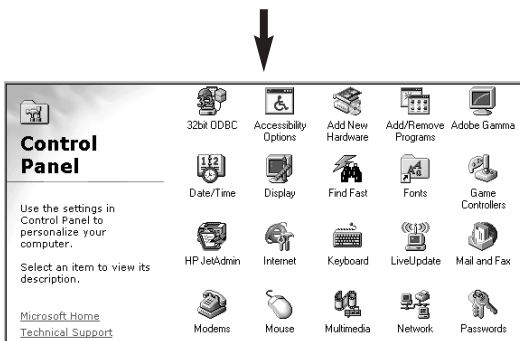 Control
Panel
Use the settings in
Control Panel to
personalize your
computer.
Select an item to view its
description.
Microsoft Home
Technical Support
32bit ODBC
Accessibility
Options
Add New
Hardware
Add/Remove
Programs
Adobe Gamma
Date/Time
Display
Find Fast
Fonts
Game
Controllers
HP JetAdmin
Internet
Keyboard
LiveUpdate
Mail and Fax
Modems
Mouse
Multimedia
Network
Passwords